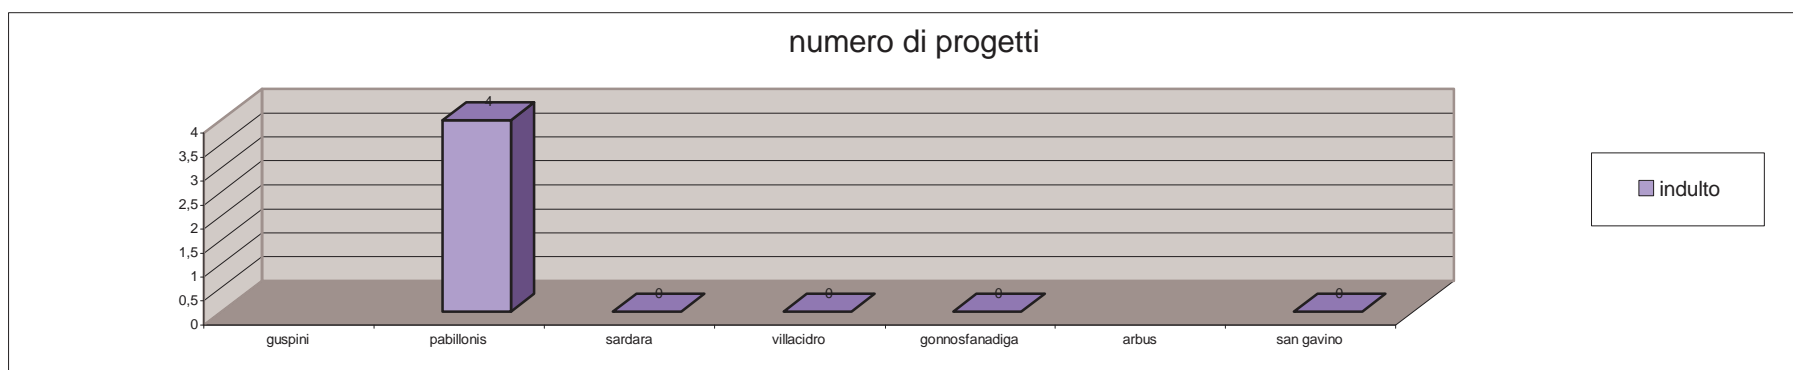 numero di progetti
4
3,5
3
2,5
2
1,5
1
0,5
0
4
0
0
0
0
guspini
pabillonis
sardara
villacidro
gonnosfanadiga
arbus
san gavino
indulto